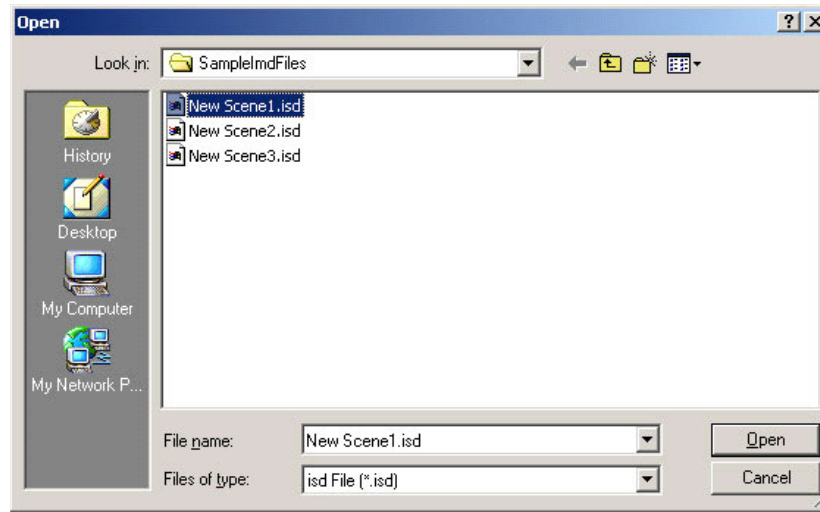 Open
Look in: SampleImdFiles
History
Desktop
My Computer
My Network P...
New Scene1.isd
New Scene2.isd
New Scene3.isd
File name: New Scene1.isd
Open
Files of type: isd File (*.isd)
Cancel